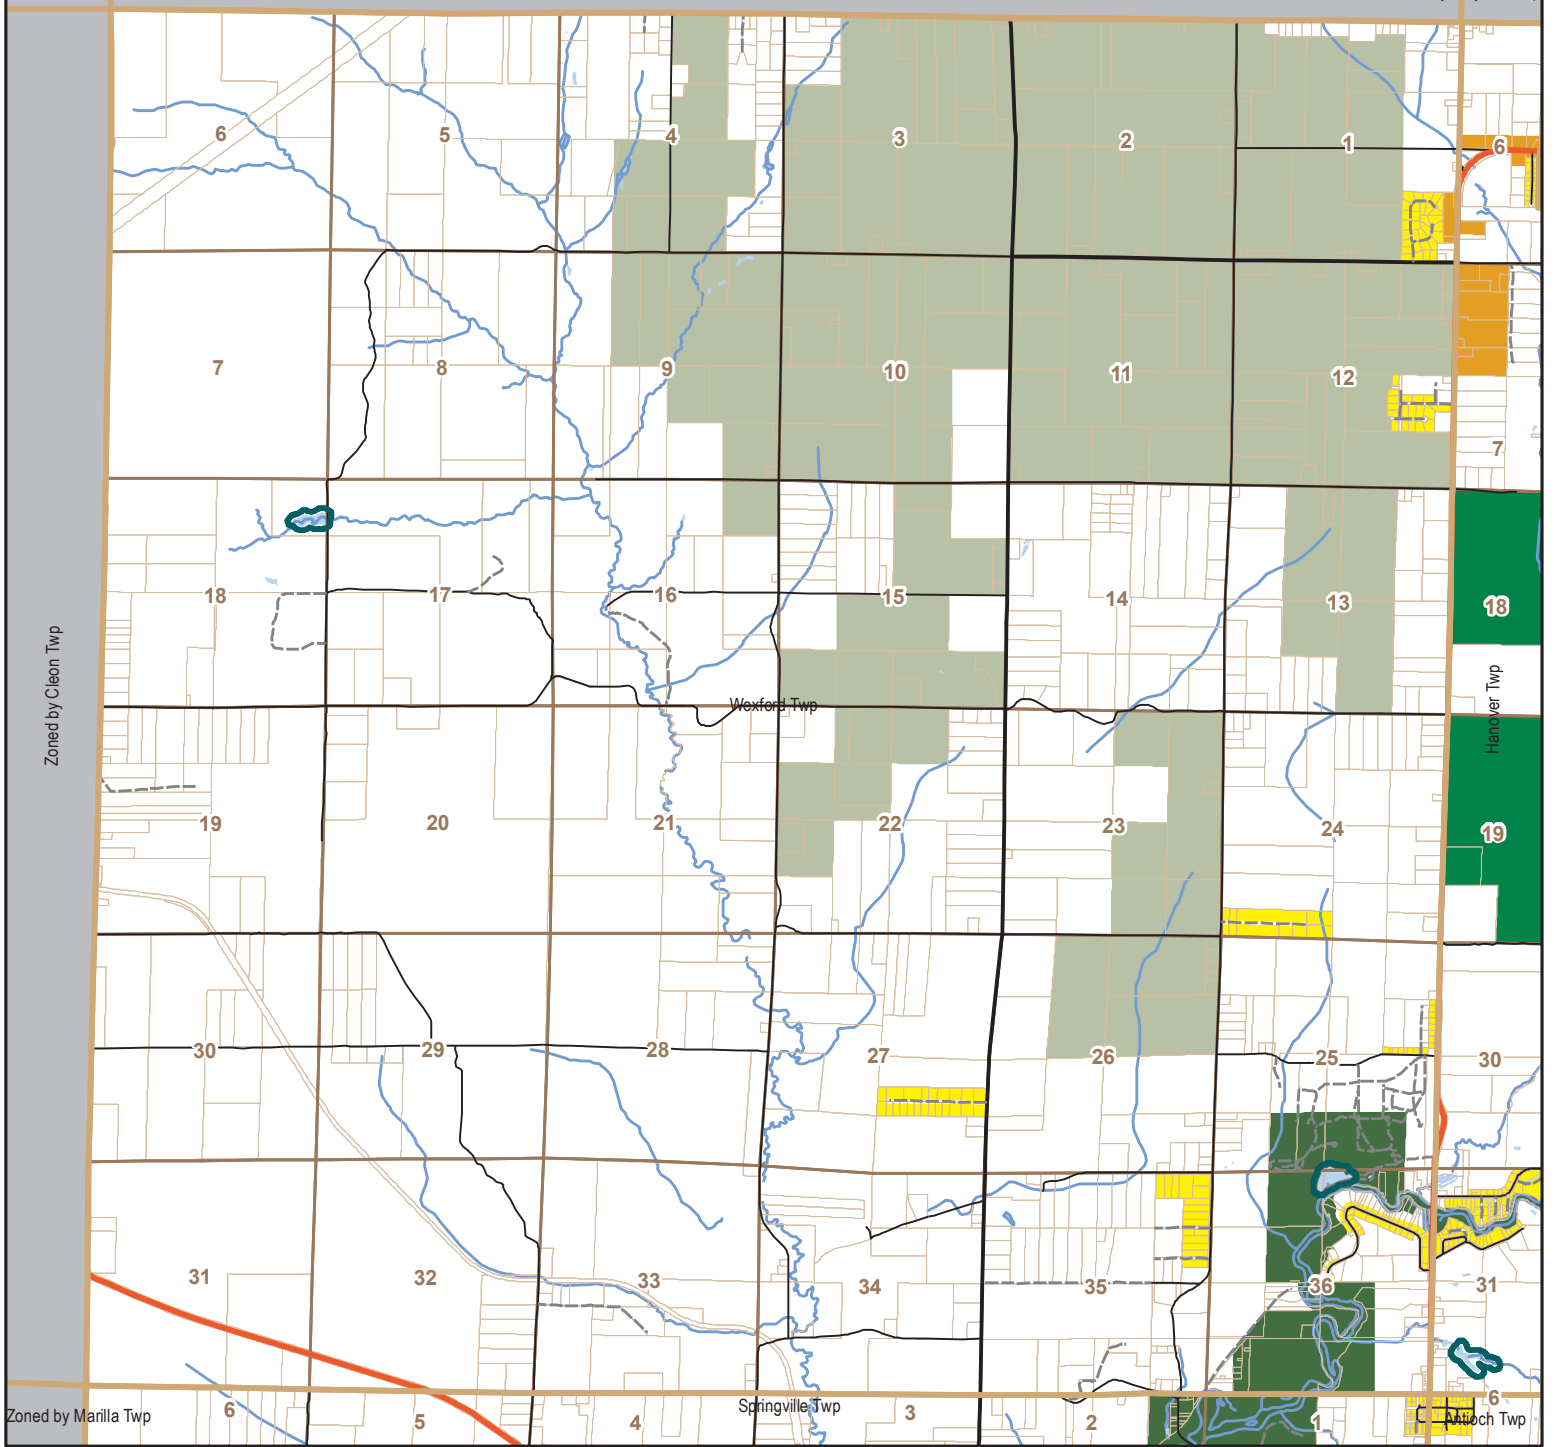 6 5 4 3 2 1 6
7 8 9 10 11 12 7
18 17 16 15 14 13 18
Zoned by Cleon Twp
Wexford Twp
Hanover Twp
19 20 21 22 23 24 19
30 29 28 27 26 25 30
31 32 33 34 35 36 31
Zoned by Marilla Twp
6 5 4
Springville Twp
3 2 1 6
Antioch Twp